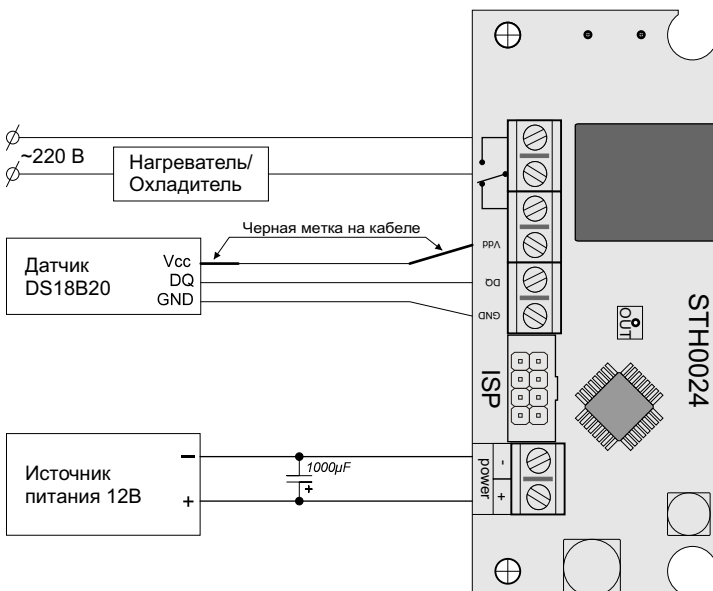 ~220 В
Нагреватель/
Охладитель
Черная метка на кабеле
Датчик
DS18B20
Vcc
DQ
GND
Vdd
DQ
GND
OUT
STH0024
ISP
Источник
питания 12В
−
+
1000µF
+
power
-
+